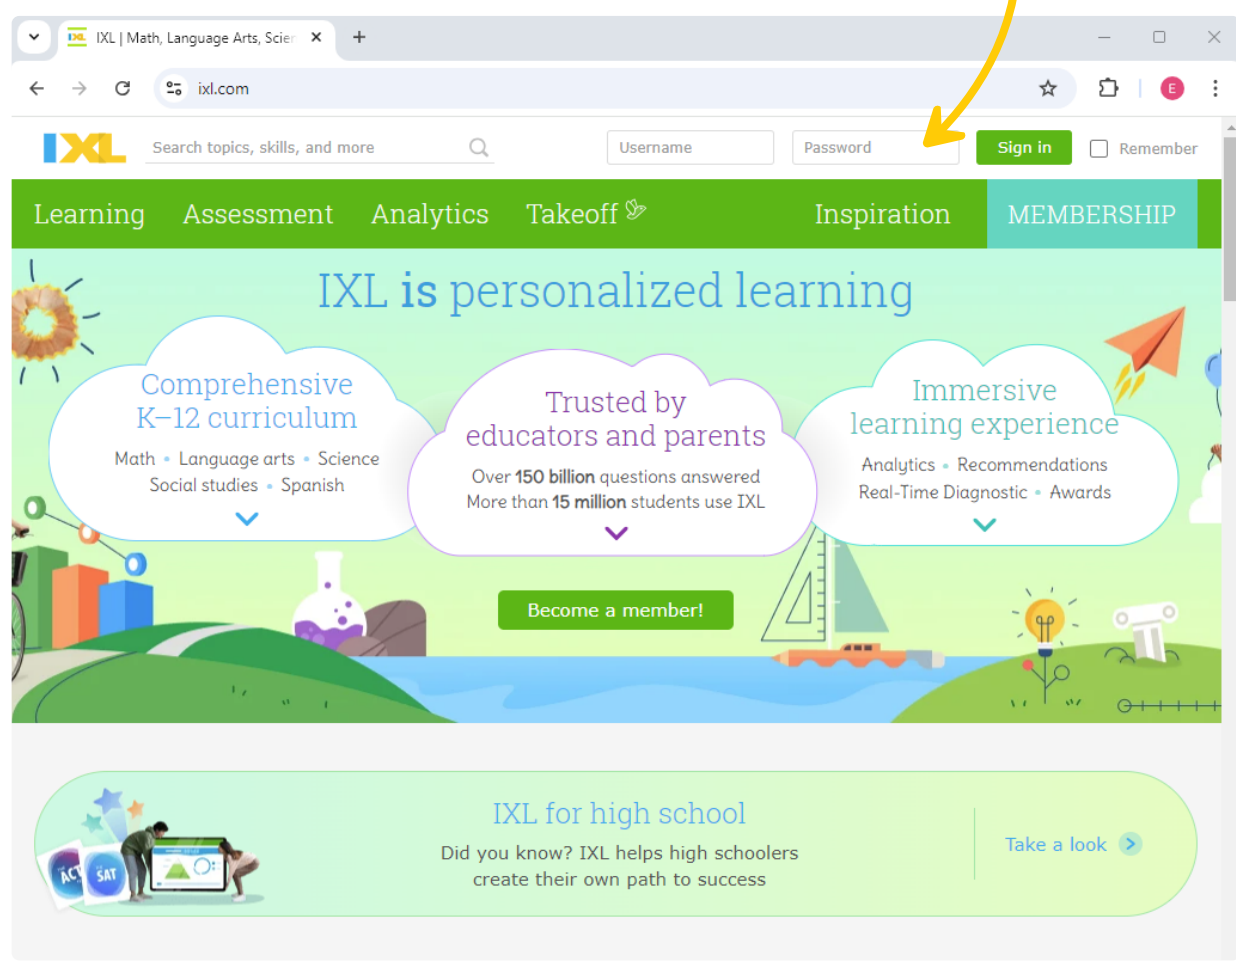 IXL | Math, Language Arts, Scien
ixl.com
E
IXL
Search topics, skills, and more
Username
Password
Sign in
Remember
Learning Assessment Analytics Takeoff Inspiration MEMBERSHIP
IXL is personalized learning
Comprehensive
K–12 curriculum
Math • Language arts • Science
Social studies • Spanish
Trusted by
educators and parents
Over 150 billion questions answered
More than 15 million students use IXL
Immersive
learning experience
Analytics • Recommendations
Real-Time Diagnostic • Awards
Become a member!
ACT
SAT
IXL for high school
Did you know? IXL helps high schoolers
create their own path to success
Take a look